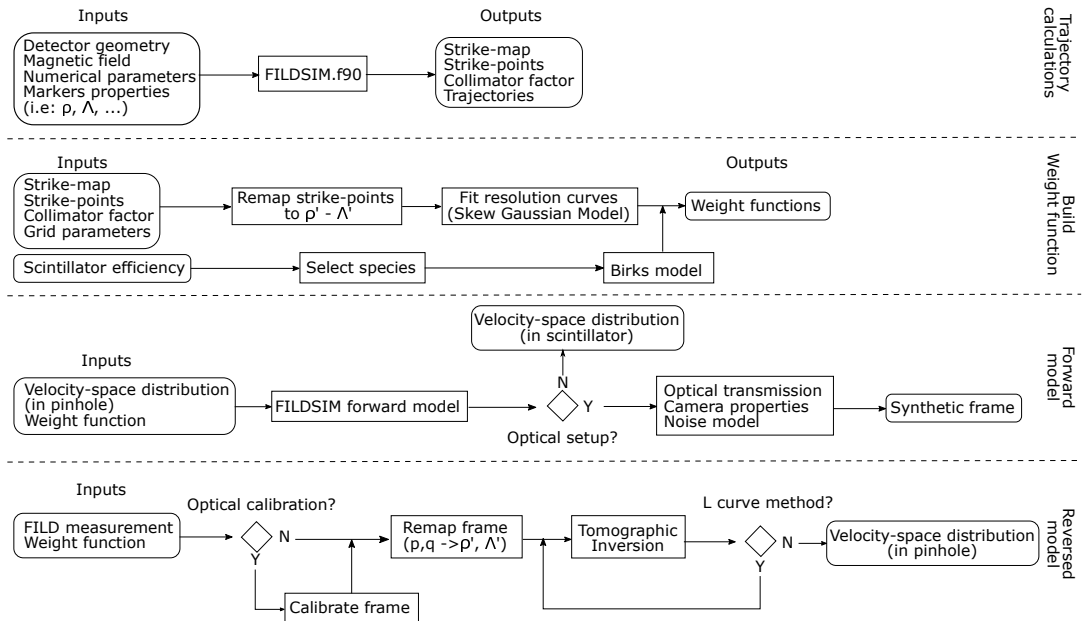 Inputs
Outputs
Detector geometry
Magnetic field
Numerical parameters
Markers properties
(i.e: ρ, Λ, ...)
FILDSIM.f90
Strike-map
Strike-points
Collimator factor
Trajectories
Trajectory
calculations
Inputs
Outputs
Strike-map
Strike-points
Collimator factor
Grid parameters
Remap strike-points
to ρ' - Λ'
Fit resolution curves
(Skew Gaussian Model)
Weight functions
Scintillator efficiency
Select species
Birks model
Build
Weight function
Velocity-space distribution
(in scintillator)
Inputs
Velocity-space distribution
(in pinhole)
Weight function
FILDSIM forward model
N
Y
Optical setup?
Optical transmission
Camera properties
Noise model
Synthetic frame
Forward
model
Inputs
Optical calibration?
FILD measurement
Weight function
N
Y
Calibrate frame
Remap frame
(p,q ->ρ', Λ')
Tomographic
Inversion
L curve method?
N
Y
Velocity-space distribution
(in pinhole)
Reversed
model